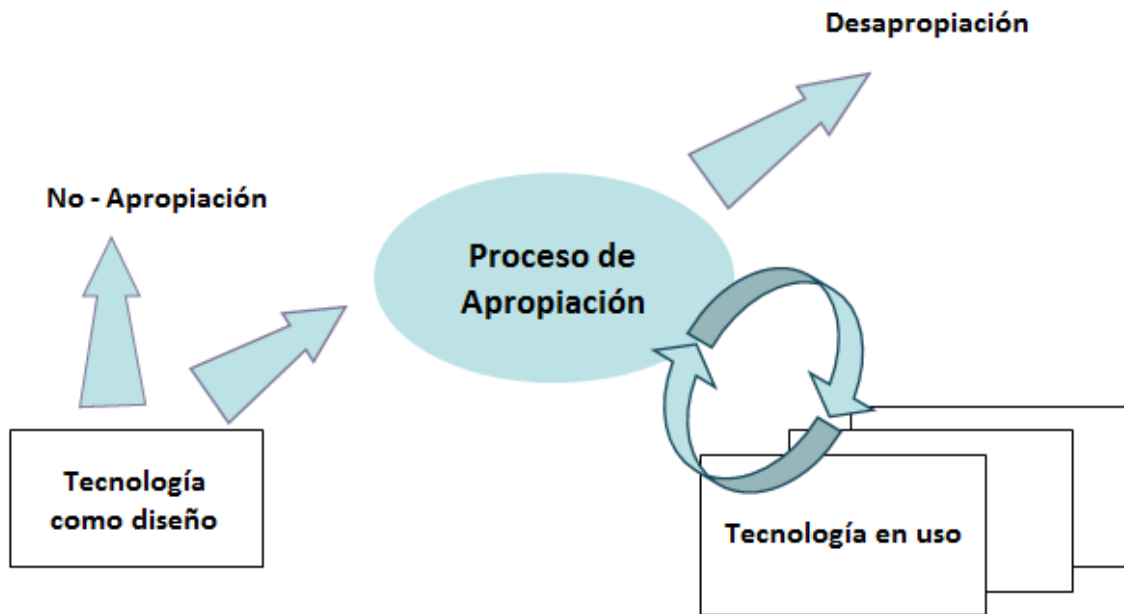 Desapropiación
No - Apropiación
Proceso de
Apropiación
Tecnología
como diseño
Tecnología en uso